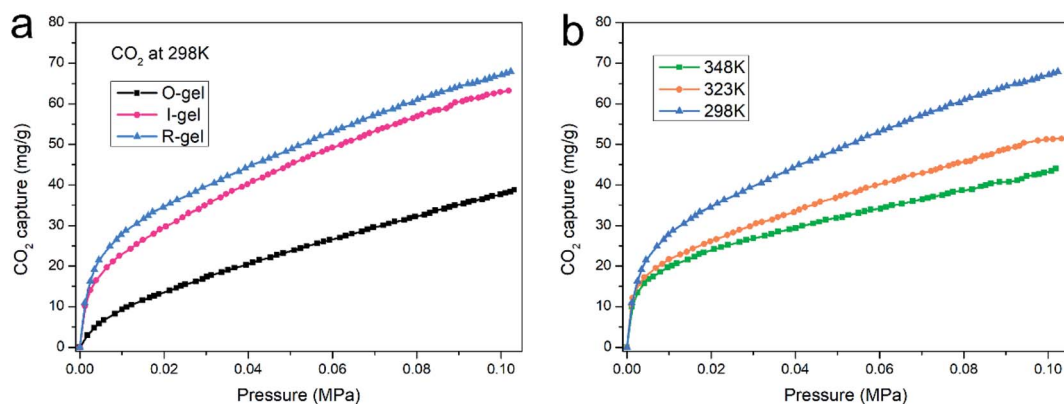 a
CO2 at 298K
O-gel
I-gel
R-gel
CO2 capture (mg/g)
80
70
60
50
40
30
20
10
0
0.00 0.02 0.04 0.06 0.08 0.10
Pressure (MPa)
b
348K
323K
298K
CO2 capture (mg/g)
80
70
60
50
40
30
20
10
0
0.00 0.02 0.04 0.06 0.08 0.10
Pressure (MPa)